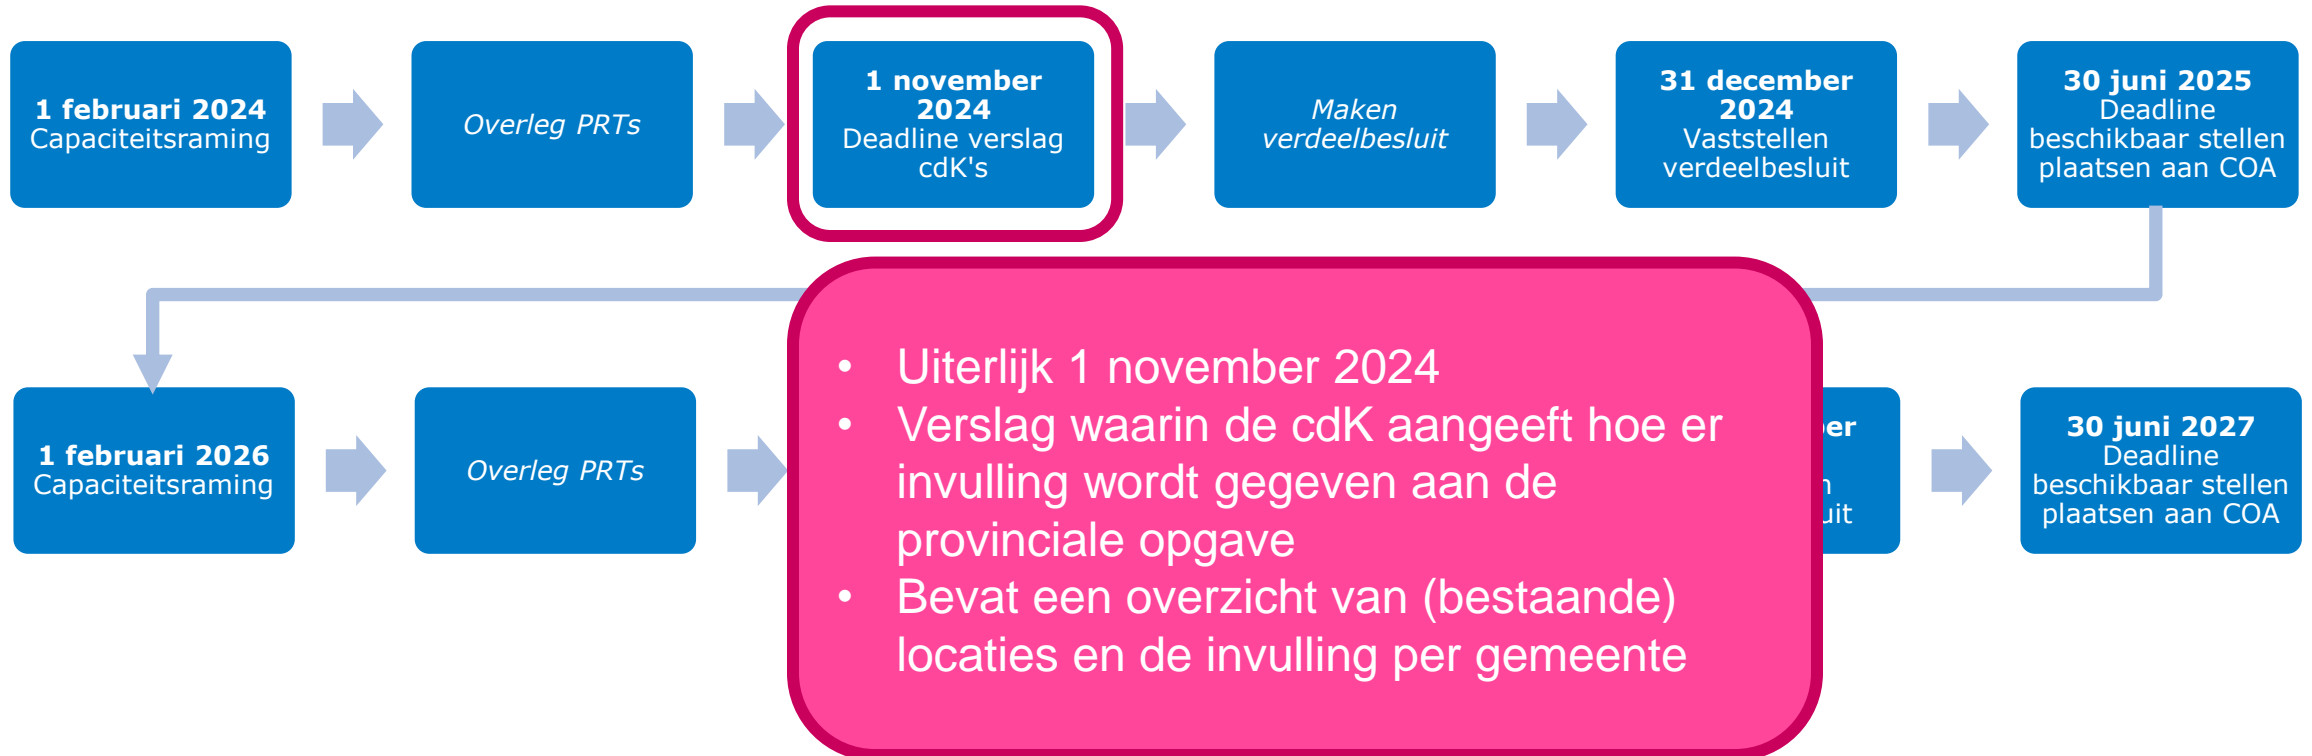 1 februari 2024
Capaciteitsraming
Overleg PRTs
1 november
2024
Deadline verslag
cdK's
Maken
verdeelbesluit
31 december
2024
Vaststellen
verdeelbesluit
30 juni 2025
Deadline
beschikbaar stellen
plaatsen aan COA
1 februari 2026
Capaciteitsraming
Overleg PRTs
• Uiterlijk 1 november 2024
• Verslag waarin de cdK aangeeft hoe er
invulling wordt gegeven aan de
provinciale opgave
• Bevat een overzicht van (bestaande)
locaties en de invulling per gemeente
30 juni 2027
Deadline
beschikbaar stellen
plaatsen aan COA